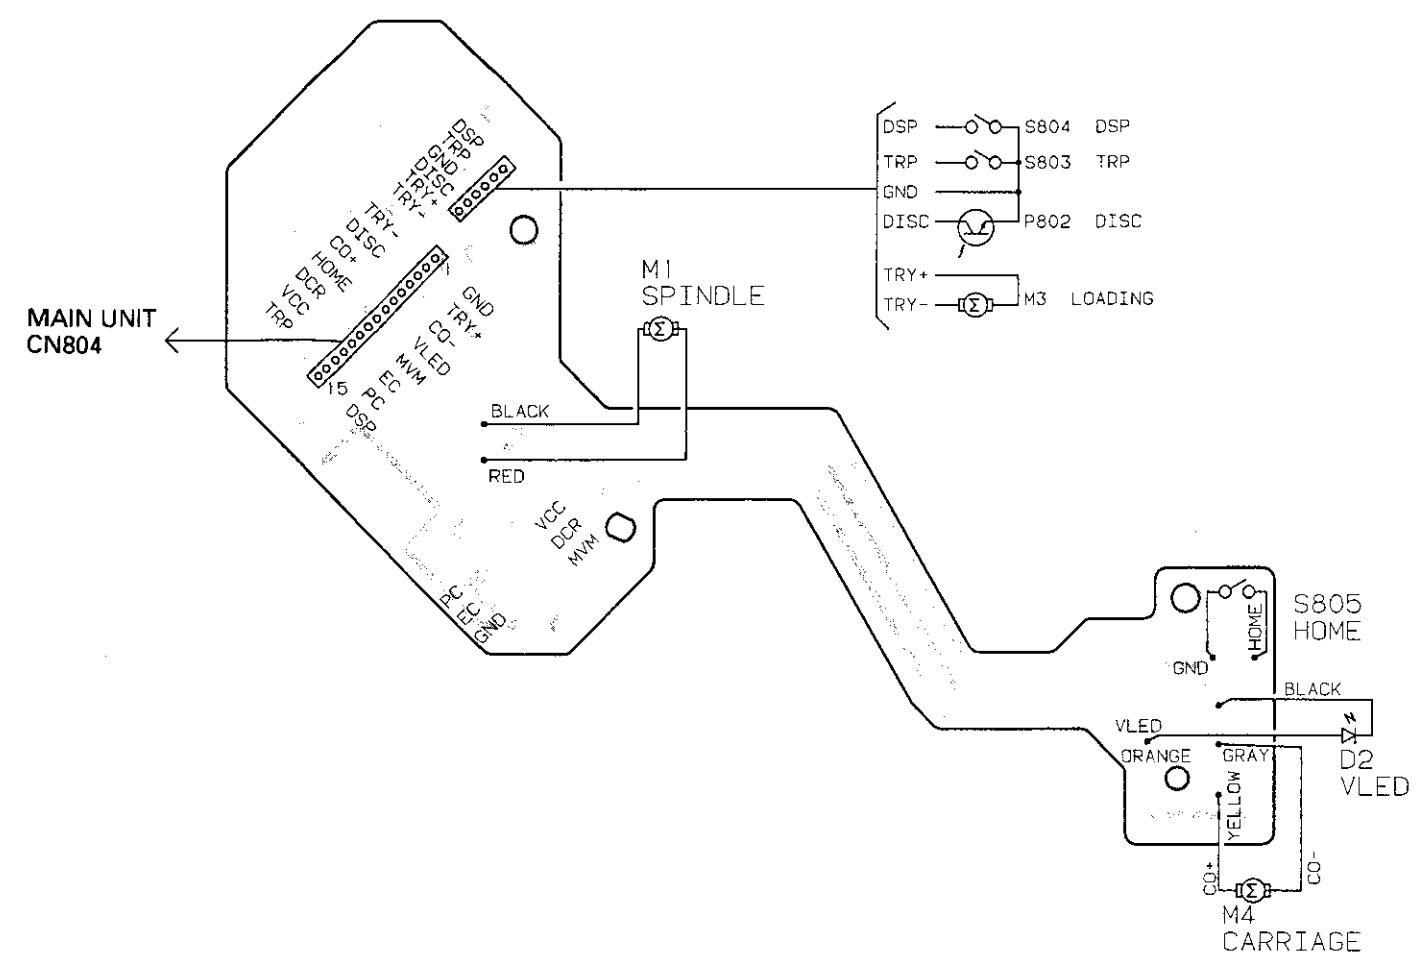 DSP
TRP
GND
DISC
TRY+
TRY-
TRY-
DISC
CO+
HOME
DCR
VCC
TRP
1
GND
TRY+
CO-
VLED
MVM
EC
PC
DSP
15
MAIN UNIT
CN804
M1
SPINDLE
BLACK
RED
VCC
DCR
MVM
PC
EC
GND
DSP S804 DSP
TRP S803 TRP
GND
DISC P802 DISC
TRY+
TRY- M3 LOADING
S805
HOME
HOME
GND
BLACK
VLED
ORANGE
GRAY
D2
VLED
YELLOW
CO+
CO-
M4
CARRIAGE